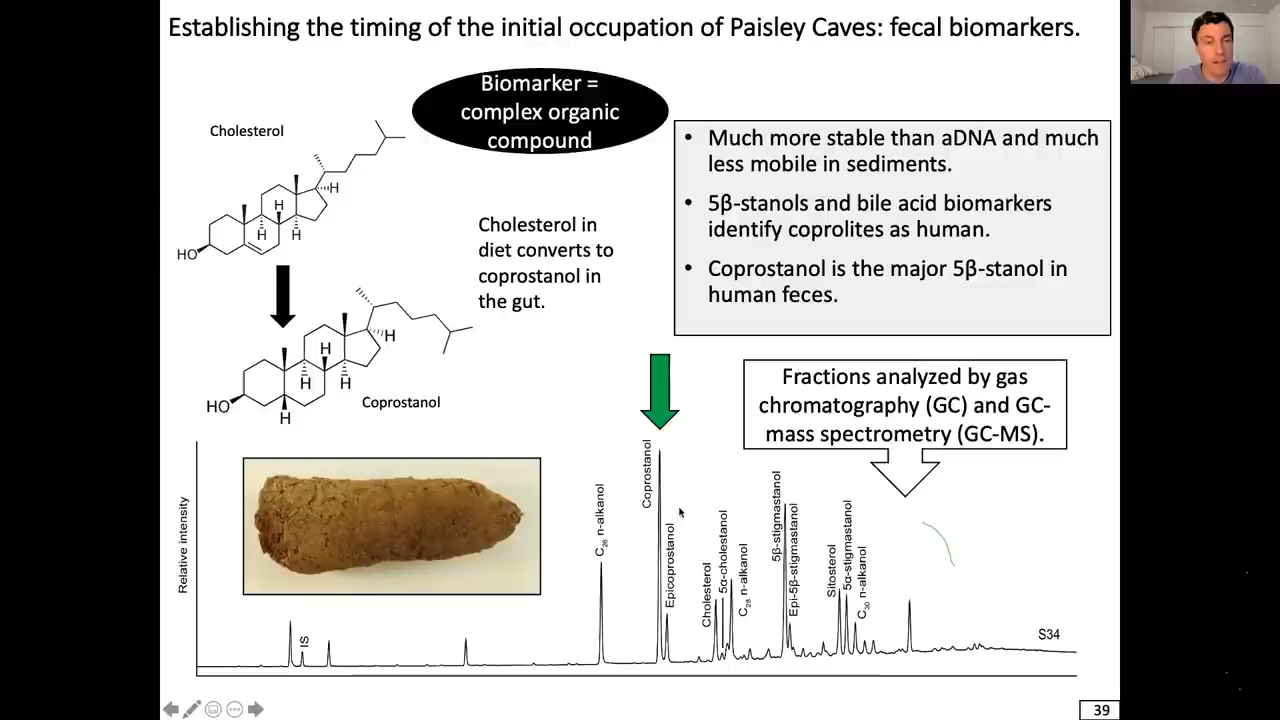 Establishing the timing of the initial occupation of Paisley Caves: fecal biomarkers.
Biomarker =
complex organic
compound
Cholesterol
H
H
H
H
HO
Cholesterol in
diet converts to
coprostanol in
the gut.
• Much more stable than aDNA and much
less mobile in sediments.
• 5β-stanols and bile acid biomarkers
identify coprolites as human.
• Coprostanol is the major 5β-stanol in
human feces.
H
H
H
H
HO
H
Coprostanol
Fractions analyzed by gas
chromatography (GC) and GC-
mass spectrometry (GC-MS).
Relative intensity
IS
C26 n-alkanol
Coprostanol
Epicoprostanol
Cholesterol
5α-cholestanol
C28 n-alkanol
5β-stigmastanol
Epi-5β-stigmastanol
Sitosterol
5α-stigmastanol
C30 n-alkanol
S34
39